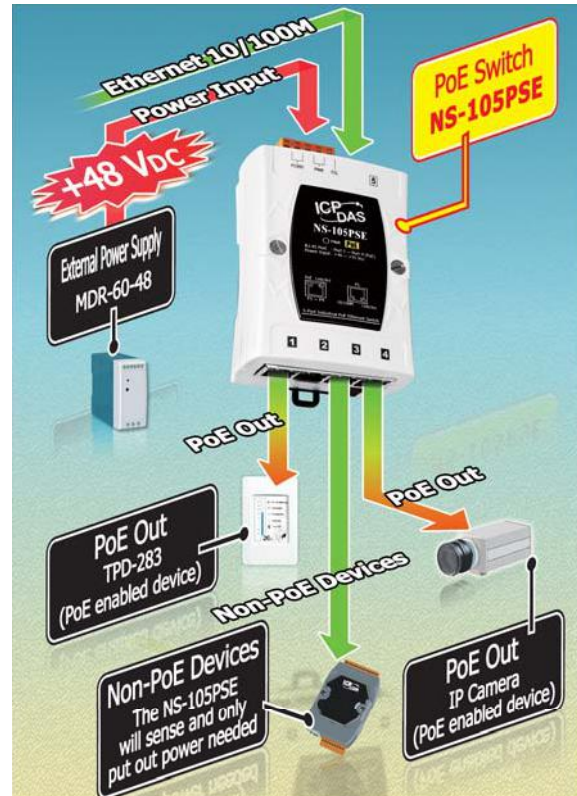 Ethernet 10/100M
Power Input
PoE Switch
NS-105PSE
+48 VDC
External Power Supply
MDR-60-48
5
ICP
DAS
NS-105PSE
PoE
1
2
3
4
PoE Out
PoE Out
PoE Out
TPD-283
(PoE enabled device)
Non-PoE Devices
Non-PoE Devices
The NS-105PSE
will sense and only
put out power needed
PoE Out
IP Camera
(PoE enabled device)